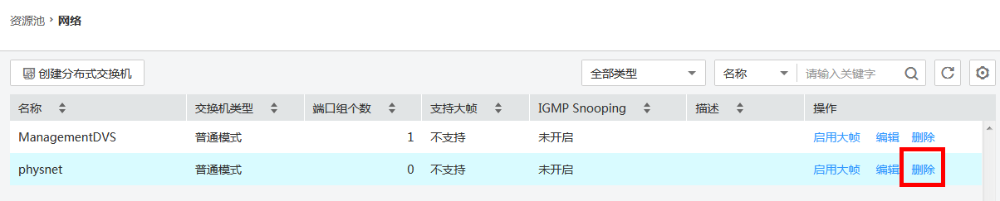 资源池 › 网络
创建分布式交换机 全部类型 名称 请输入关键字
名称 交换机类型 端口组个数 支持大帧 IGMP Snooping 描述 操作
ManagementDVS 普通模式 1 不支持 未开启 启用大帧 编辑 删除
physnet 普通模式 0 不支持 未开启 启用大帧 编辑 删除